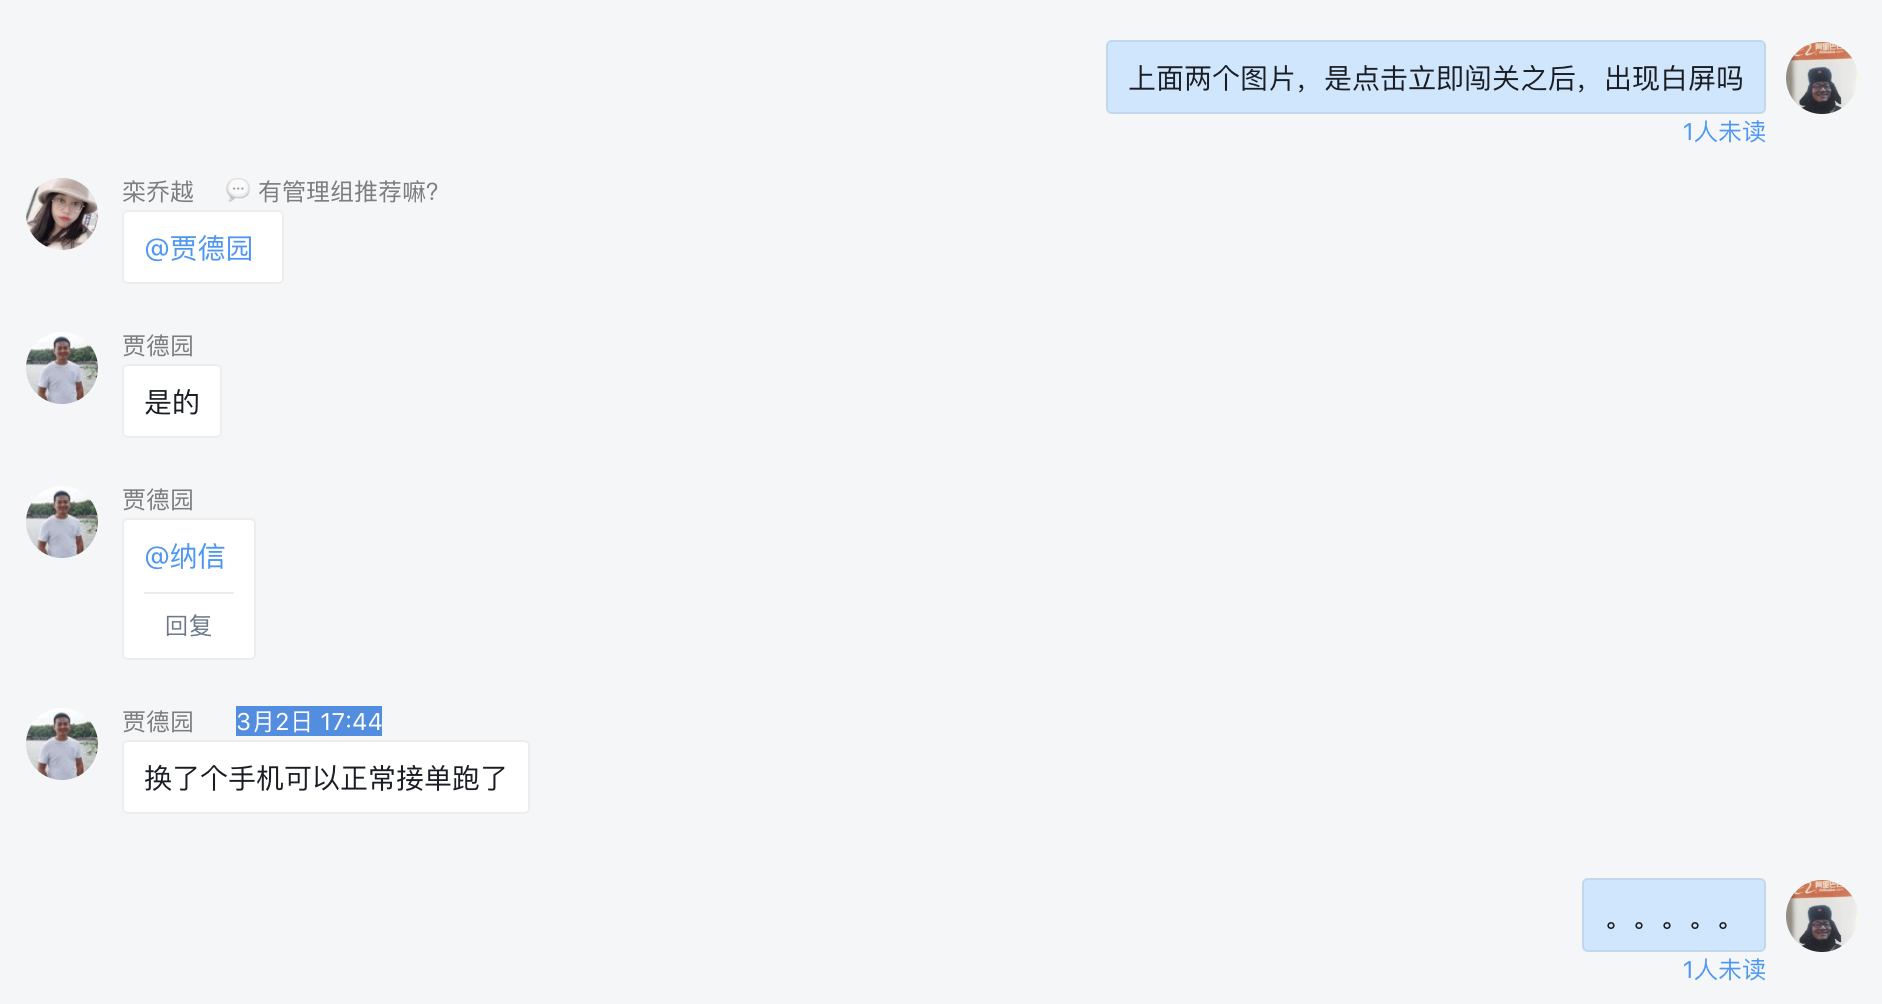 上面两个图片，是点击立即闯关之后，出现白屏吗
1人未读
栾乔越 有管理组推荐嘛?
@贾德园
贾德园
是的
贾德园
@纳信
回复
贾德园 3月2日 17:44
换了个手机可以正常接单跑了
。。。。。
1人未读